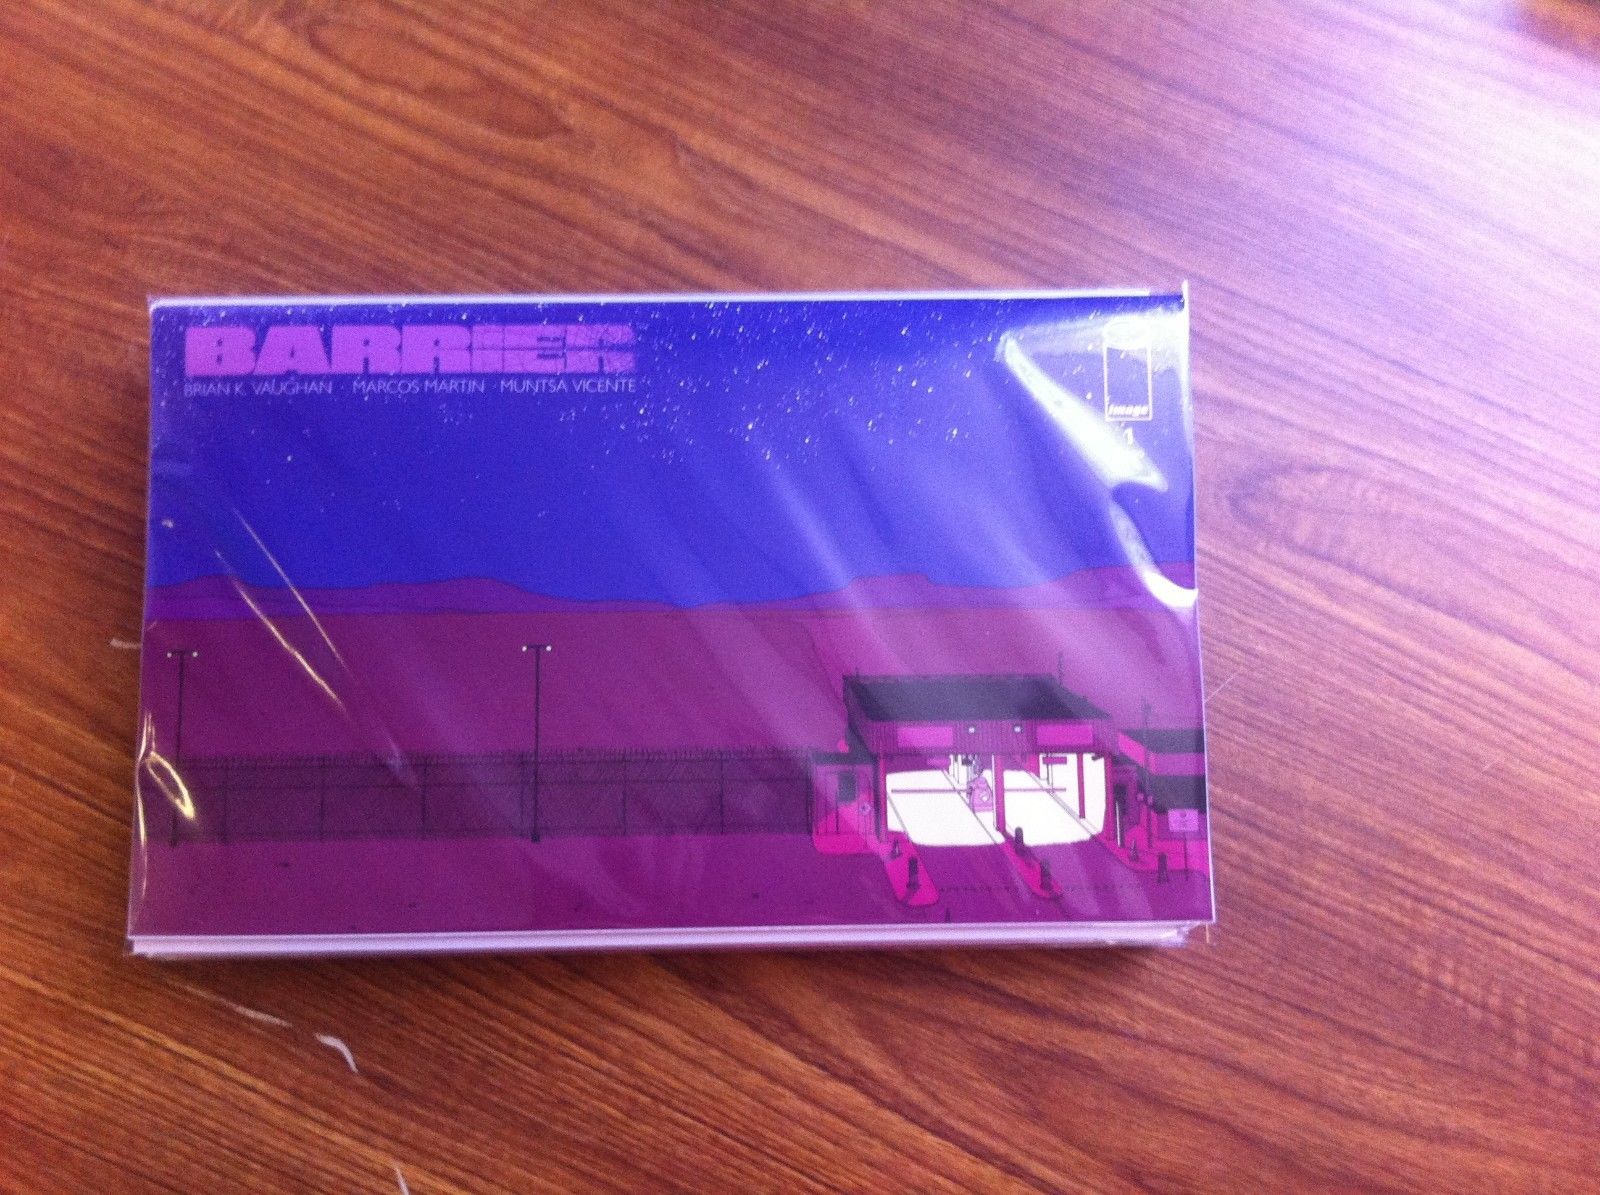 BARRIER
BRIAN K. VAUGHAN · MARCOS MARTIN · MUNTSA VICENTE
image
1